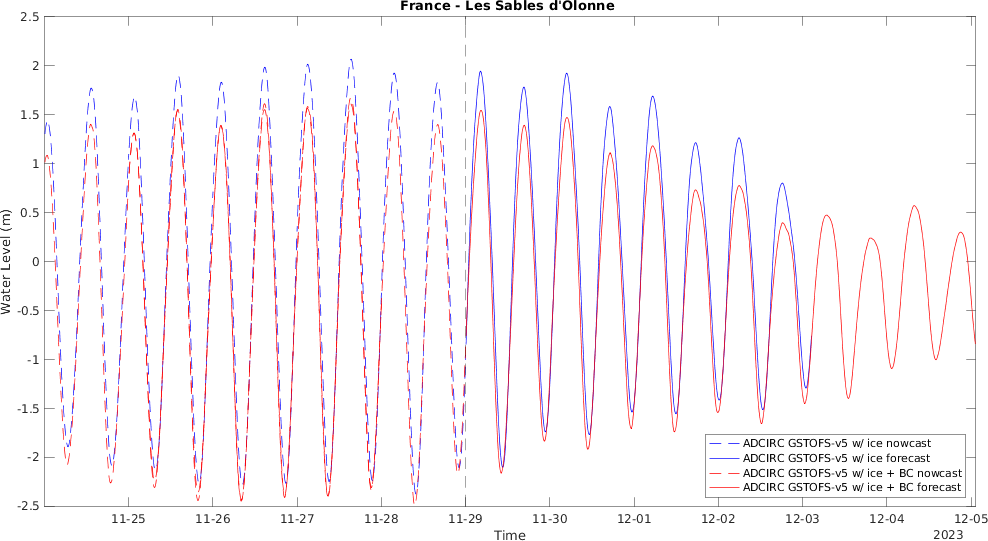 France - Les Sables d'Olonne
2.5
2
1.5
1
0.5
0
-0.5
-1
-1.5
-2
-2.5
Water Level (m)
ADCIRC GSTOFS-v5 w/ ice nowcast
ADCIRC GSTOFS-v5 w/ ice forecast
ADCIRC GSTOFS-v5 w/ ice + BC nowcast
ADCIRC GSTOFS-v5 w/ ice + BC forecast
11-25 11-26 11-27 11-28 11-29 11-30 12-01 12-02 12-03 12-04 12-05
Time
2023